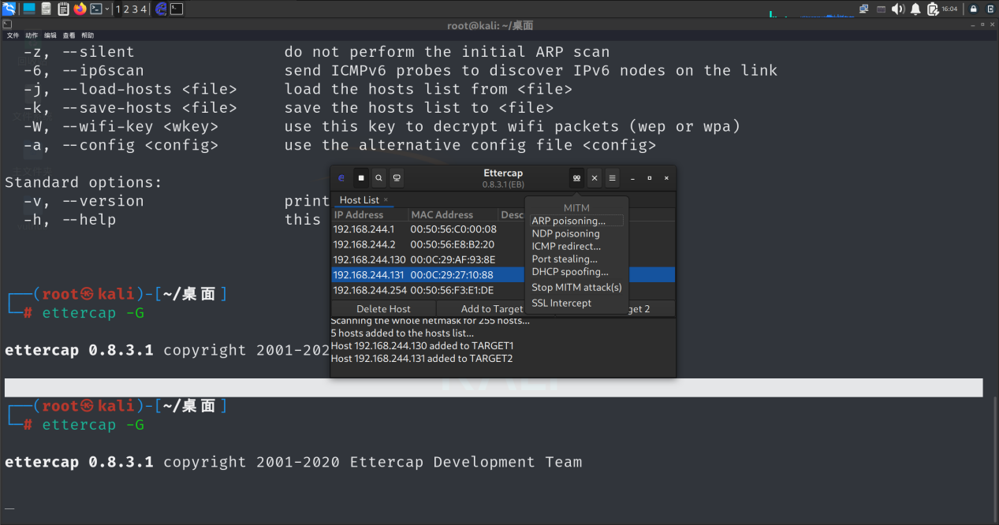 1 2 3 4
16:04
root@kali: ~/桌面
文件 动作 编辑 查看 帮助
-z, --silent do not perform the initial ARP scan
-6, --ip6scan send ICMPv6 probes to discover IPv6 nodes on the link
-j, --load-hosts <file> load the hosts list from <file>
-k, --save-hosts <file> save the hosts list to <file>
-W, --wifi-key <wkey> use this key to decrypt wifi packets (wep or wpa)
-a, --config <config> use the alternative config file <config>
Standard options:
-v, --version print
-h, --help this
┌──(root㉿kali)-[~/桌面]
└─# ettercap -G
ettercap 0.8.3.1 copyright 2001-202
Ettercap
0.8.3.1 (EB)
Host List ×
IP Address MAC Address Desc
192.168.244.1 00:50:56:C0:00:08
192.168.244.2 00:50:56:E8:B2:20
192.168.244.130 00:0C:29:AF:93:8E
192.168.244.131 00:0C:29:27:10:88
192.168.244.254 00:50:56:F3:E1:DE
Delete Host Add to Target get 2
MITM
ARP poisoning...
NDP poisoning
ICMP redirect...
Port stealing...
DHCP spoofing...
Stop MITM attack(s)
SSL Intercept
Scanning the whole netmask for 255 hosts...
5 hosts added to the hosts list...
Host 192.168.244.130 added to TARGET1
Host 192.168.244.131 added to TARGET2
┌──(root㉿kali)-[~/桌面]
└─# ettercap -G
ettercap 0.8.3.1 copyright 2001-2020 Ettercap Development Team